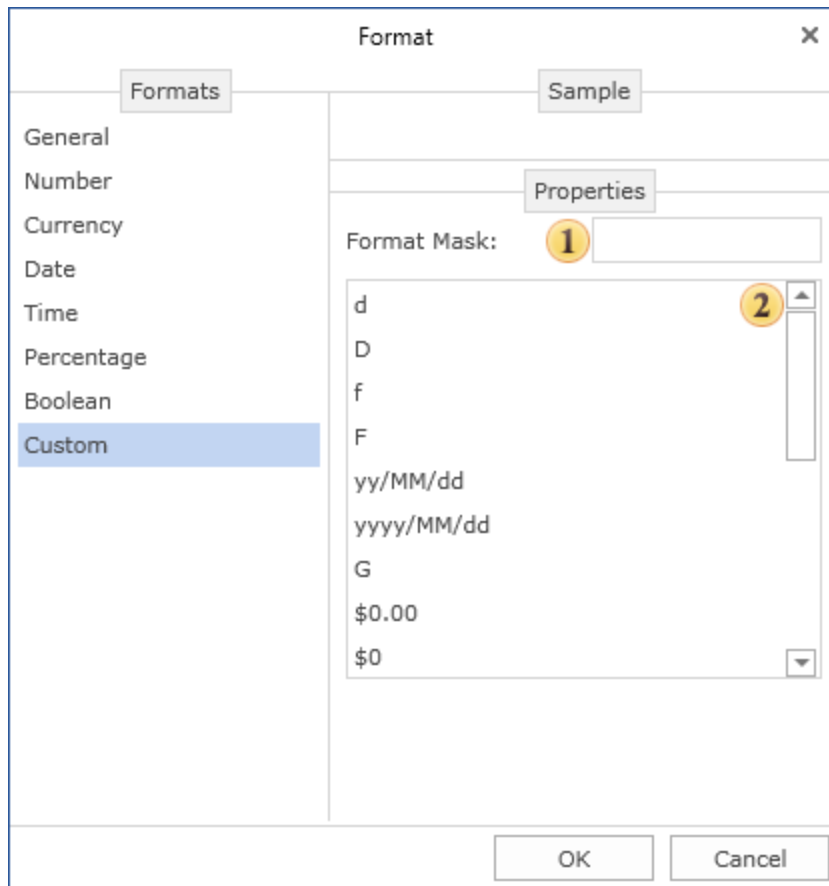 Format
Formats
General
Number
Currency
Date
Time
Percentage
Boolean
Custom
Sample
Properties
Format Mask: 1
2
d
D
f
F
yy/MM/dd
yyyy/MM/dd
G
$0.00
$0
OK Cancel